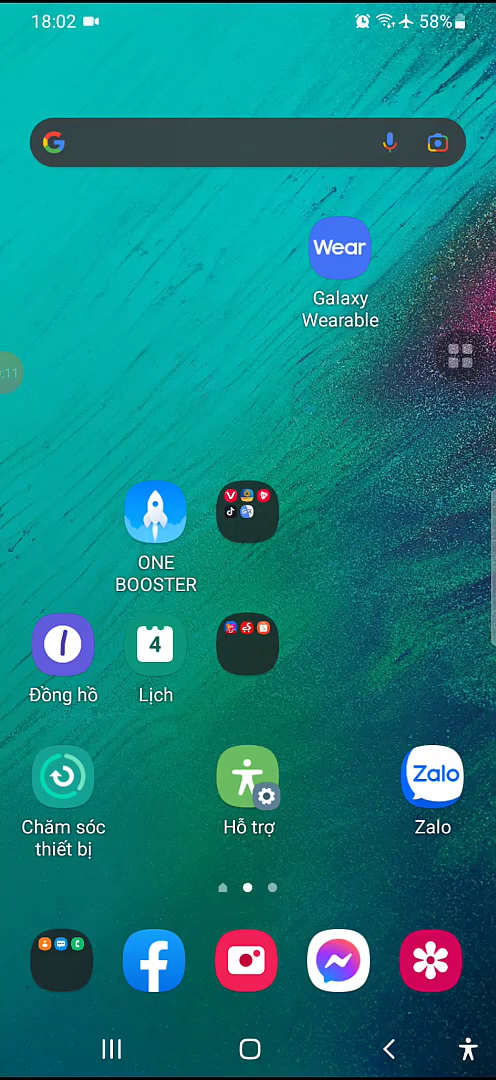 18:02
58%
Wear
Galaxy
Wearable
:11
ONE
BOOSTER
4
Đồng hồ
Lịch
Zalo
Chăm sóc
thiết bị
Hỗ trợ
Zalo